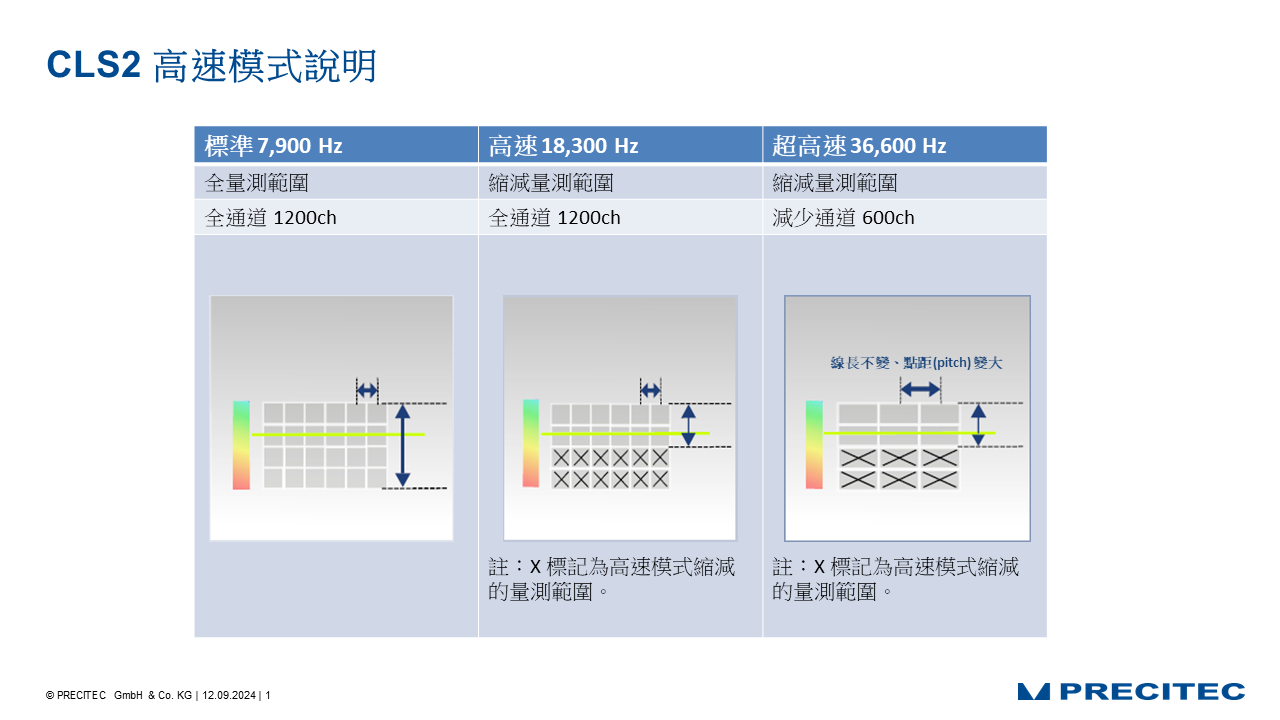 CLS2 高速模式說明
標準 7,900 Hz
高速 18,300 Hz
超高速 36,600 Hz
全量測範圍
縮減量測範圍
縮減量測範圍
全通道 1200ch
全通道 1200ch
減少通道 600ch
線長不變、點距(pitch) 變大
註：X 標記為高速模式縮減
的量測範圍。
註：X 標記為高速模式縮減
的量測範圍。
© PRECITEC GmbH & Co. KG | 12.09.2024 | 1
PRECITEC